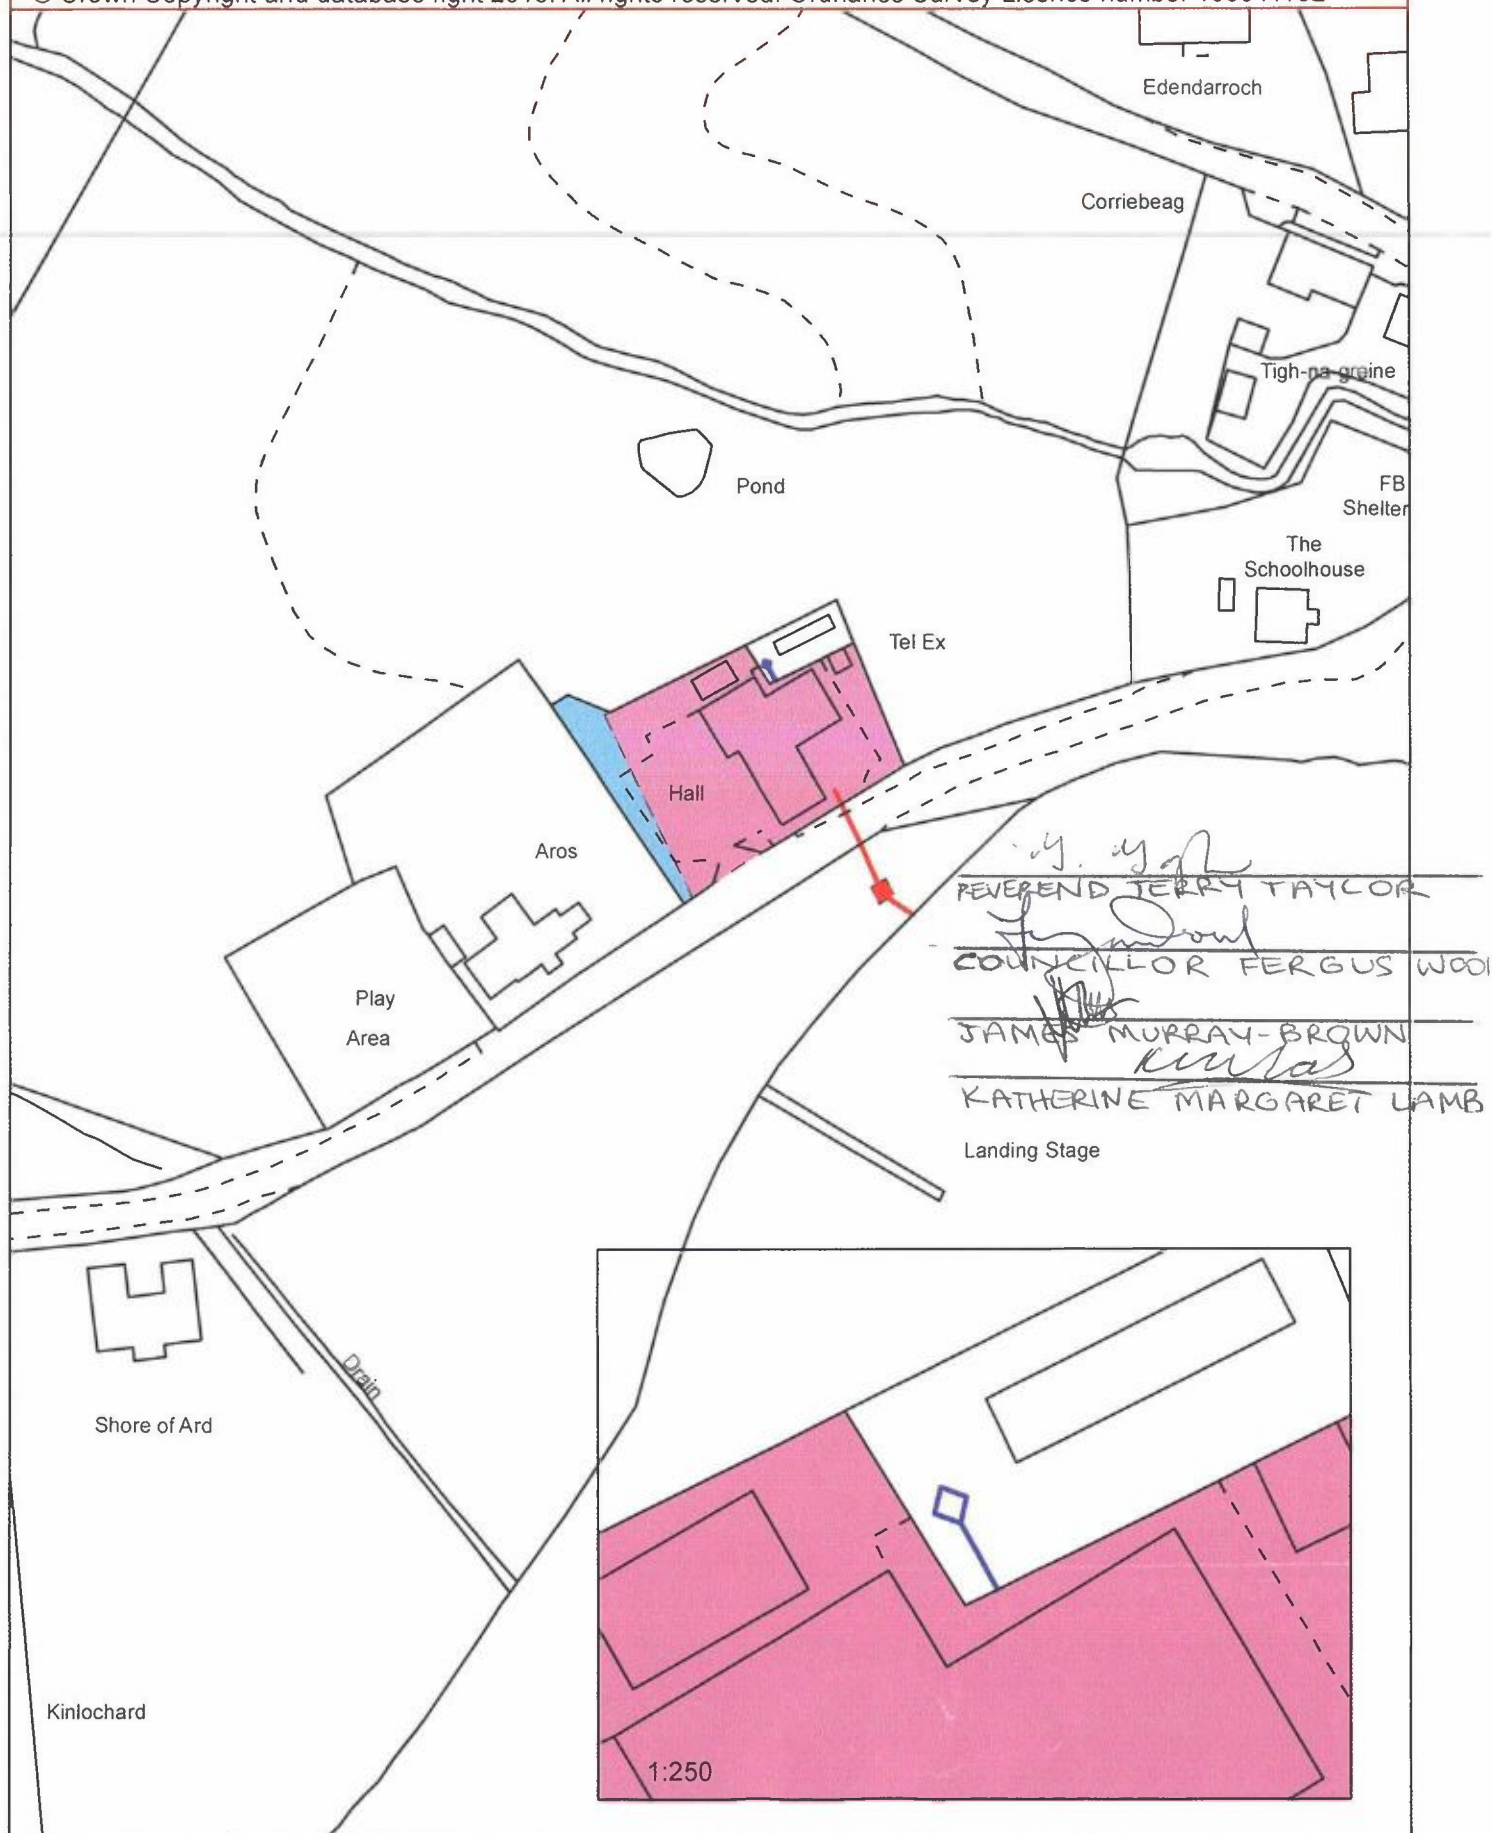 Edendarroch
Corriebeag
Tigh-na-greine
Pond
FB
Shelter
The
Schoolhouse
Tel Ex
Hall
Aros
REVEREND JERRY TAYLOR
COUNCILLOR FERGUS WOOD
JAMES MURRAY-BROWN
KATHERINE MARGARET LAMB
Play
Area
Landing Stage
Drain
Shore of Ard
Kinlochard
1:250